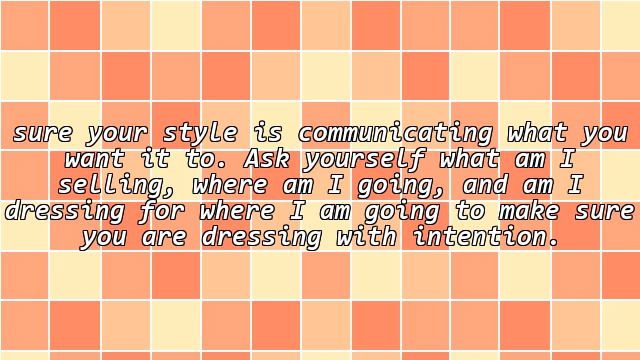 sure your style is communicating what you
want it to. Ask yourself what am I
selling, where am I going, and am I
dressing for where I am going to make sure
you are dressing with intention.